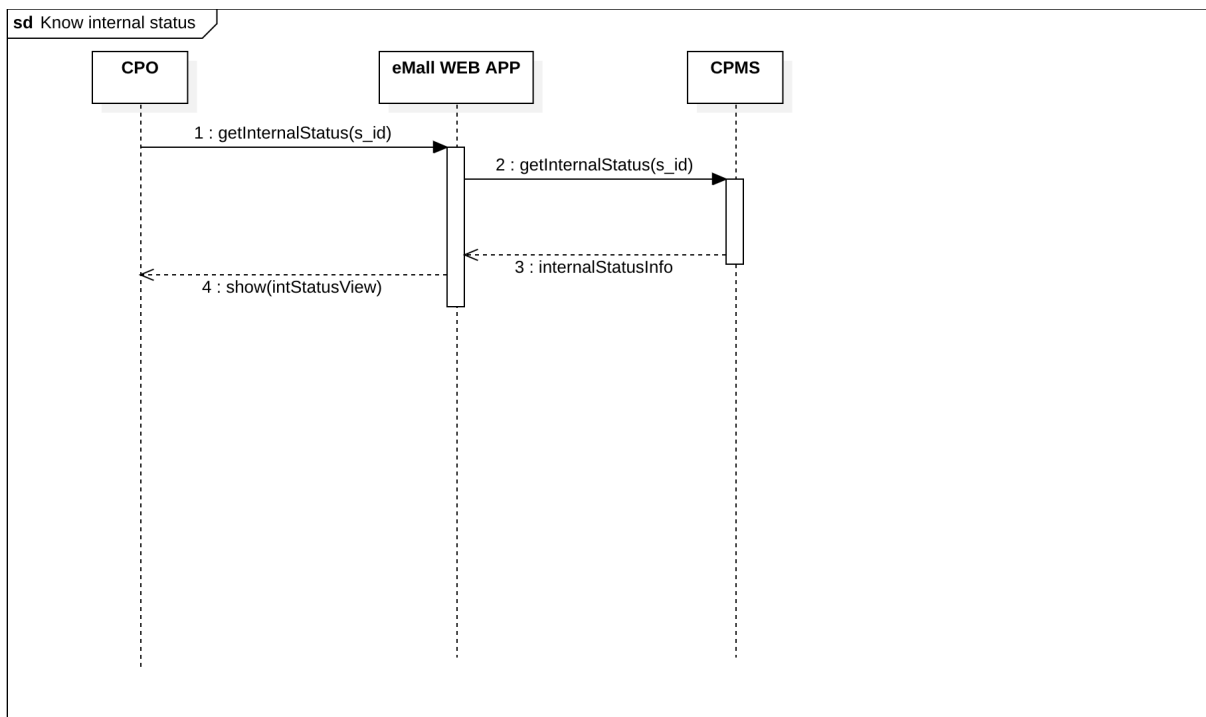 sd Know internal status
CPO
eMall WEB APP
CPMS
1 : getInternalStatus(s_id)
2 : getInternalStatus(s_id)
3 : internalStatusInfo
4 : show(intStatusView)